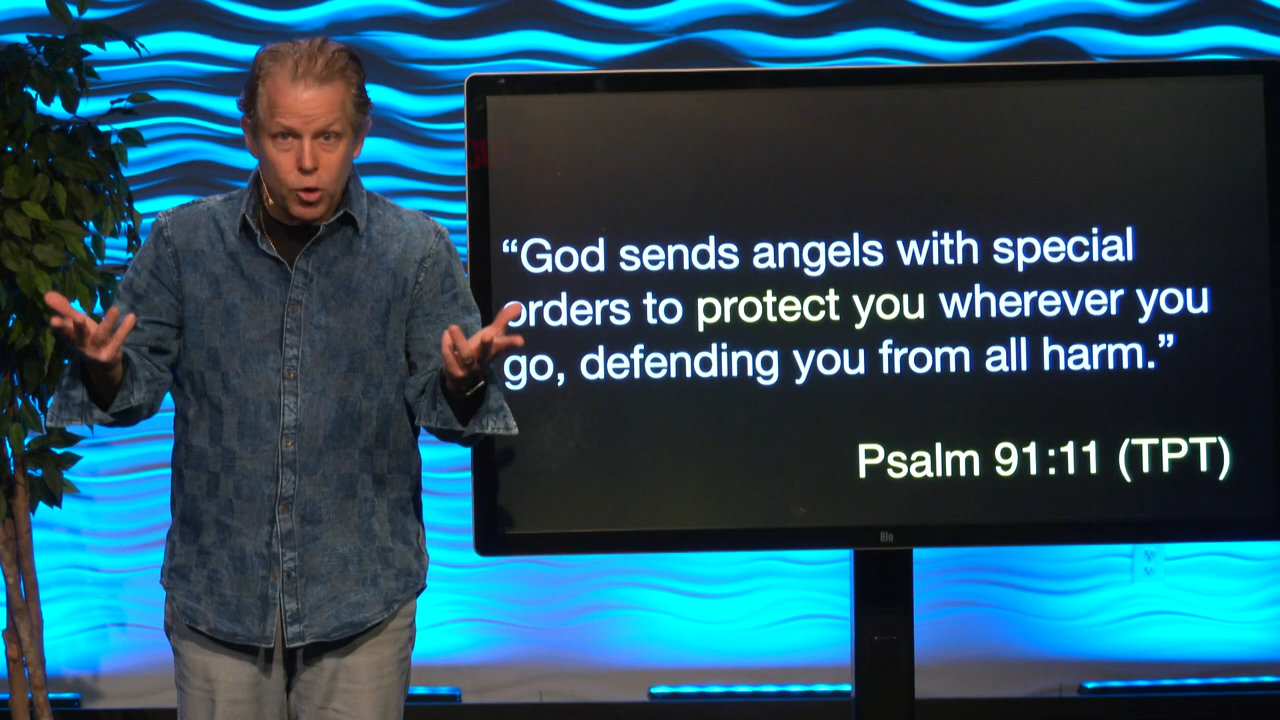 “God sends angels with special
orders to protect you wherever you
go, defending you from all harm.”
Psalm 91:11 (TPT)
Elo